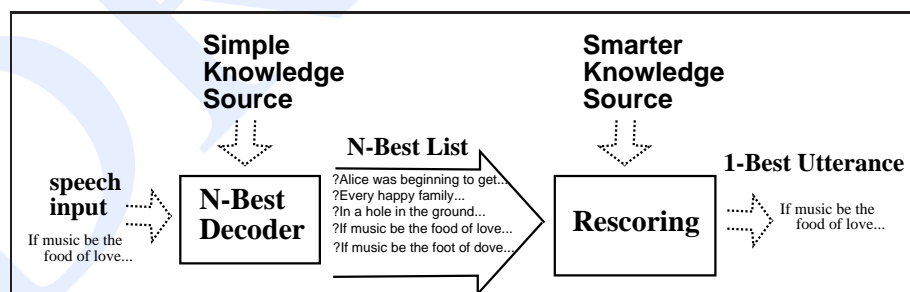 Simple
Knowledge
Source
Smarter
Knowledge
Source
speech
input
If music be the
food of love...
N-Best
Decoder
N-Best List
?Alice was beginning to get...
?Every happy family...
?In a hole in the ground...
?If music be the food of love...
?If music be the foot of dove...
Rescoring
1-Best Utterance
If music be the
food of love...